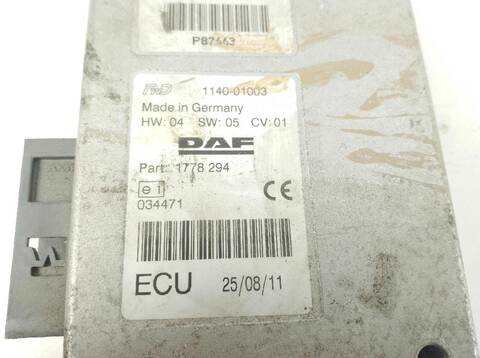 P87443
1140-01003
Made in Germany
HW: 04 SW: 05 CV: 01
DAF
Part: 1778 294
e1
CE
034471
ECU 25/08/11